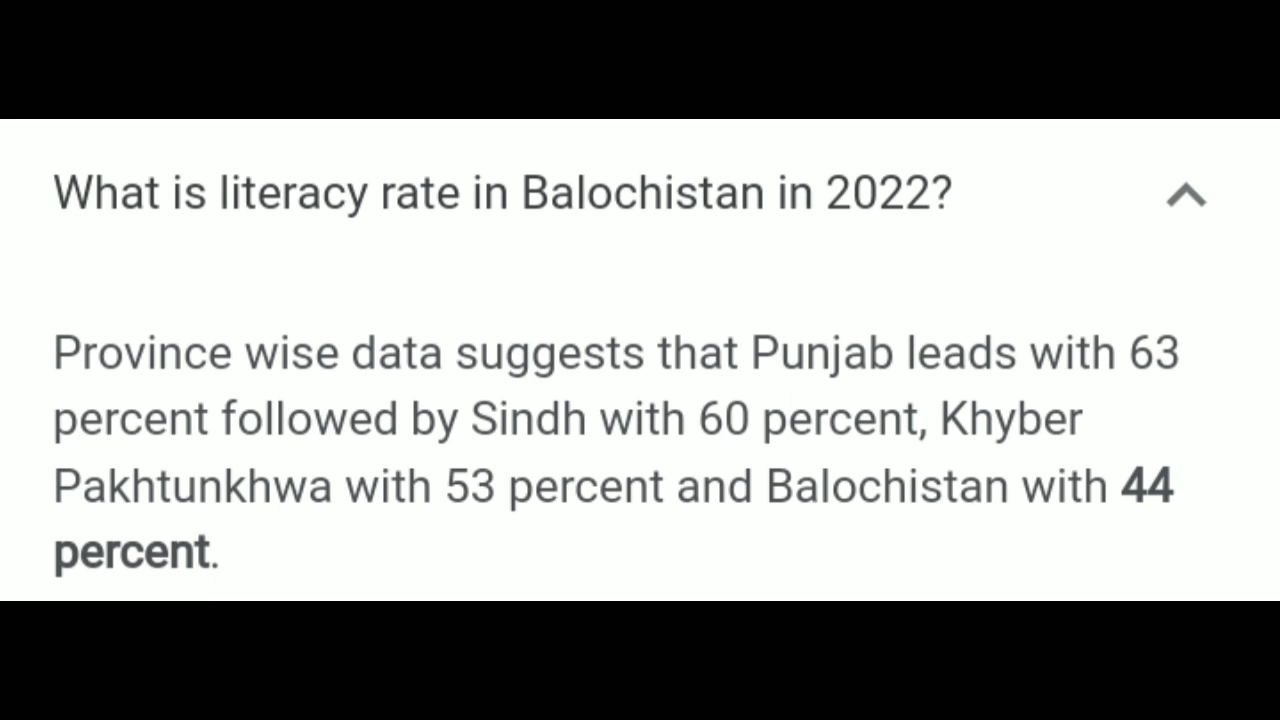 What is literacy rate in Balochistan in 2022?
Province wise data suggests that Punjab leads with 63
percent followed by Sindh with 60 percent, Khyber
Pakhtunkhwa with 53 percent and Balochistan with 44
percent.